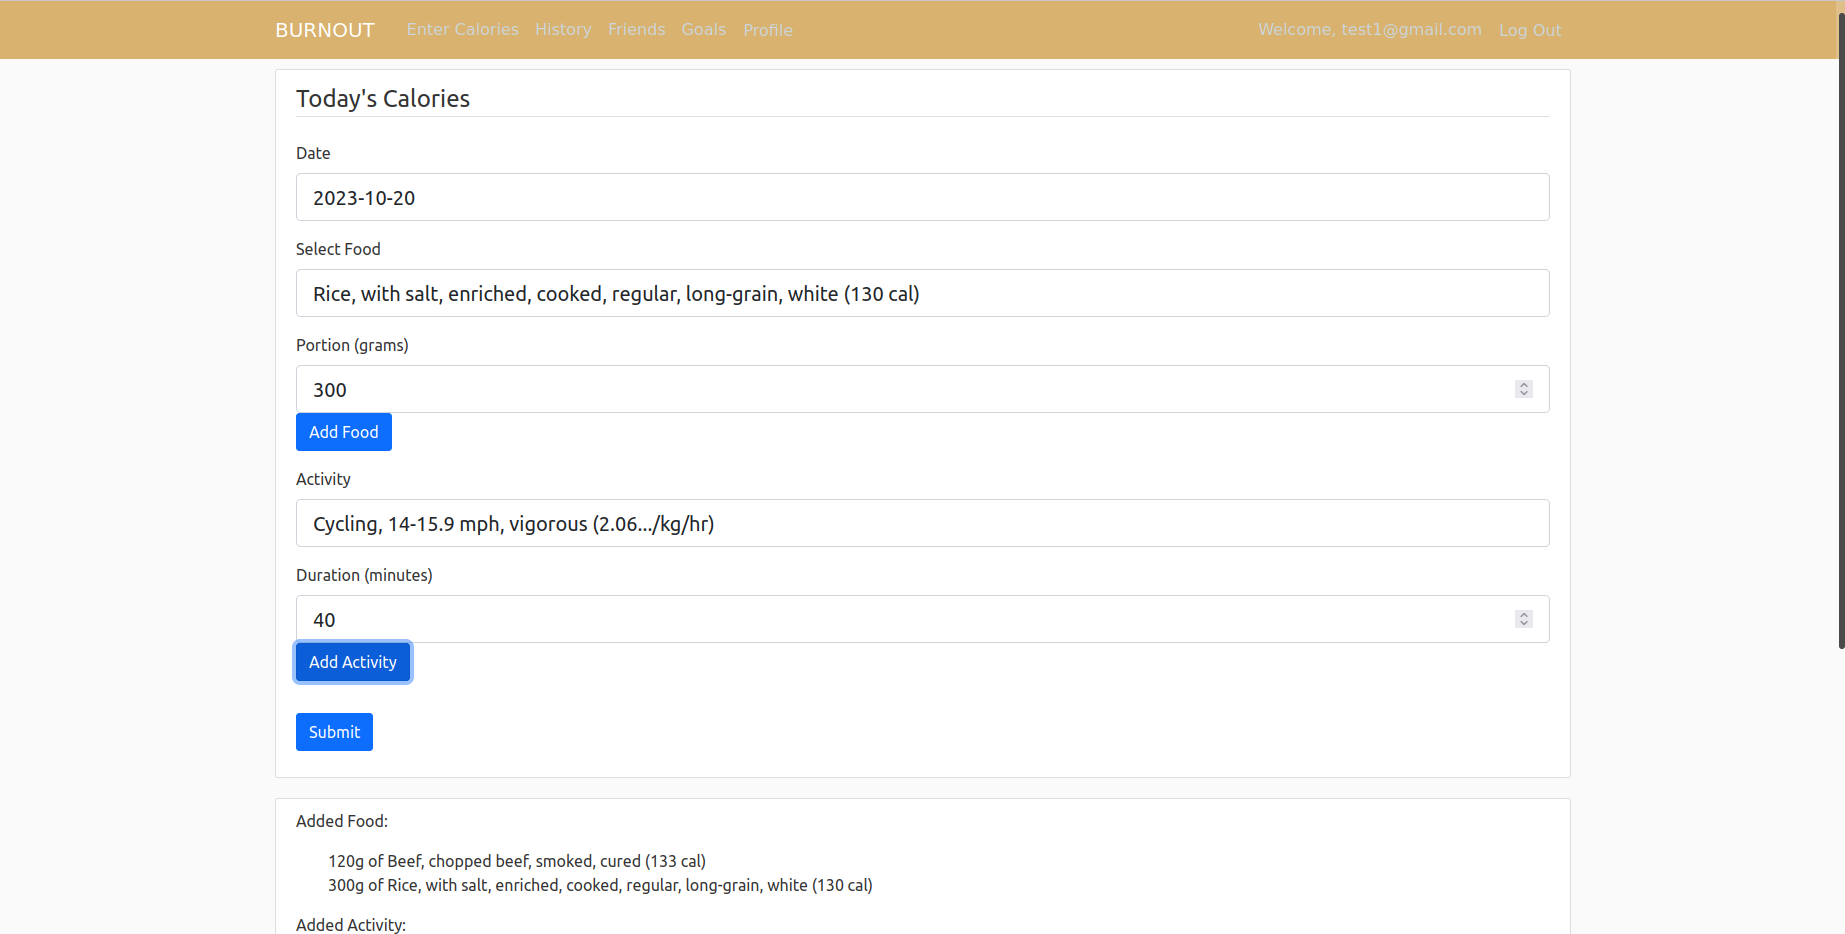 BURNOUT Enter Calories History Friends Goals Profile Welcome, test1@gmail.com Log Out
Today's Calories
Date
2023-10-20
Select Food
Rice, with salt, enriched, cooked, regular, long-grain, white (130 cal)
Portion (grams)
300
Add Food
Activity
Cycling, 14-15.9 mph, vigorous (2.06.../kg/hr)
Duration (minutes)
40
Add Activity
Submit
Added Food:
120g of Beef, chopped beef, smoked, cured (133 cal)
300g of Rice, with salt, enriched, cooked, regular, long-grain, white (130 cal)
Added Activity: